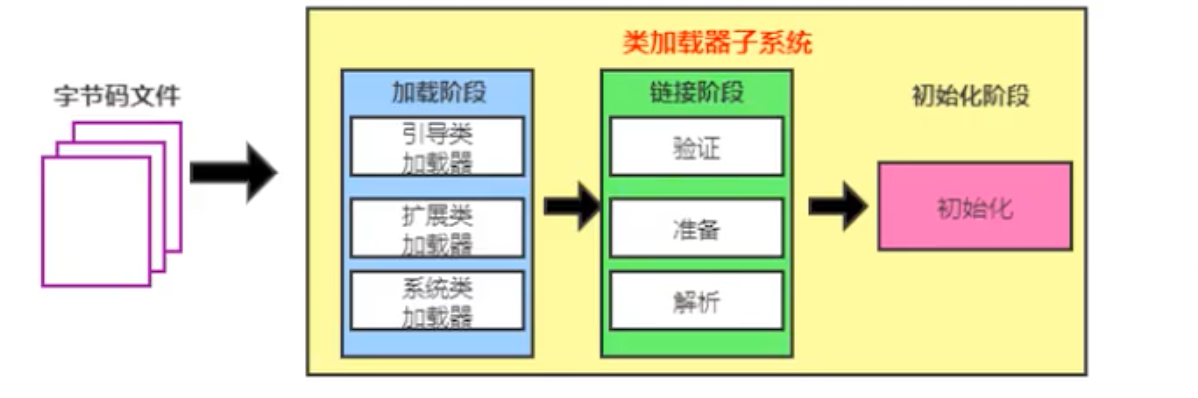 类加载器子系统
字节码文件
加载阶段
引导类
加载器
扩展类
加载器
系统类
加载器
链接阶段
验证
准备
解析
初始化阶段
初始化